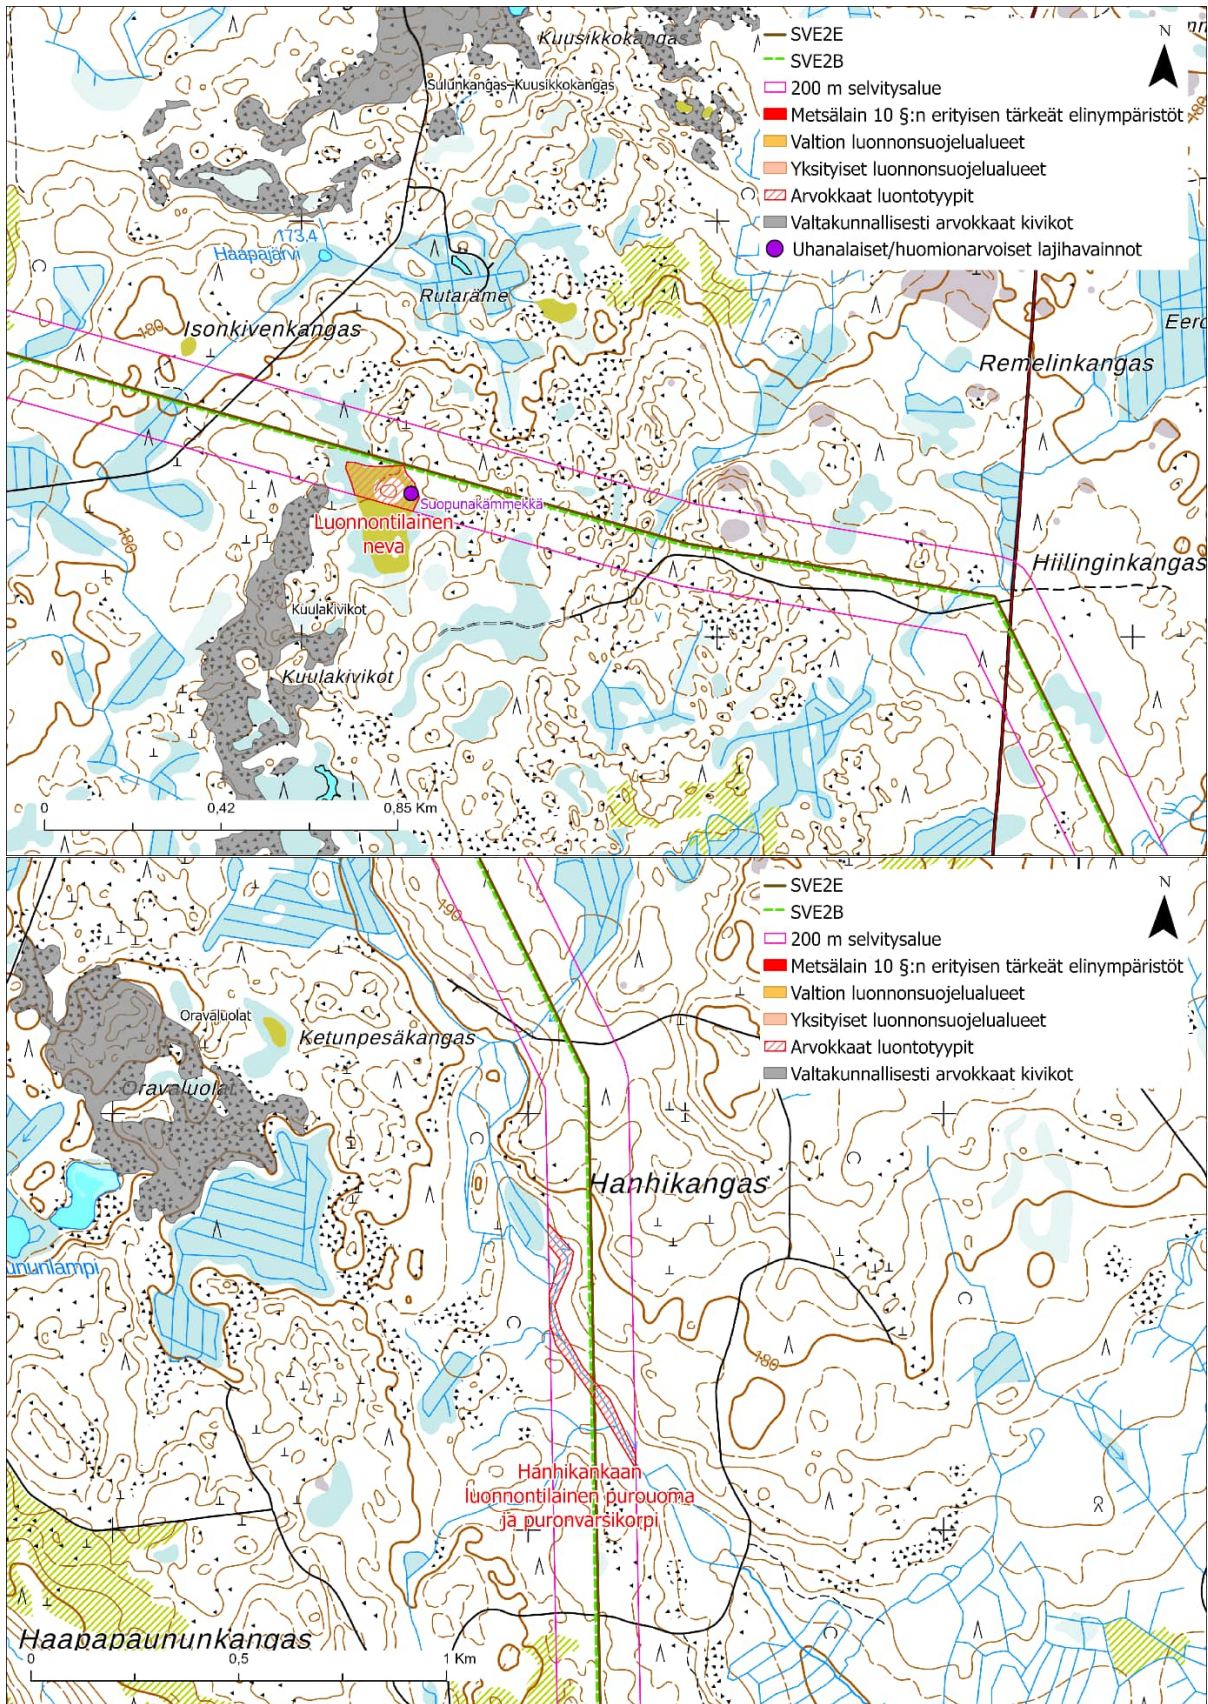 Kuusikkokangas
Sulunkangas-Kuusikkokangas
SVE2E
SVE2B
200 m selvitysalue
Metsälain 10 §:n erityisen tärkeät elinympäristöt
Valtion luonnonsuojelualueet
Yksityiset luonnonsuojelualueet
Arvokkaat luontotyypit
Valtakunnallisesti arvokkaat kivikot
Uhanalaiset/huomionarvoiset lajihavainnot
N
180
173.4
Haapajärvi
Rutaräme
180
Isonkivenkangas
Remelinkangas
Suopunakämmekkä
Luonnontilainen
neva
180
Hiilinginkangas
Kuulakivikot
Kuulakivikot
0
0,42
0,85 Km
SVE2E
SVE2B
200 m selvitysalue
Metsälain 10 §:n erityisen tärkeät elinympäristöt
Valtion luonnonsuojelualueet
Yksityiset luonnonsuojelualueet
Arvokkaat luontotyypit
Valtakunnallisesti arvokkaat kivikot
N
190
Oravaluolat
Ketunpesäkangas
Oravaluolat
Hanhikangas
ununlampi
180
Hanhikankaan
luonnontilainen purouoma
ja puronvarsikorpi
Haapapaununkangas
0
0,5
1 Km